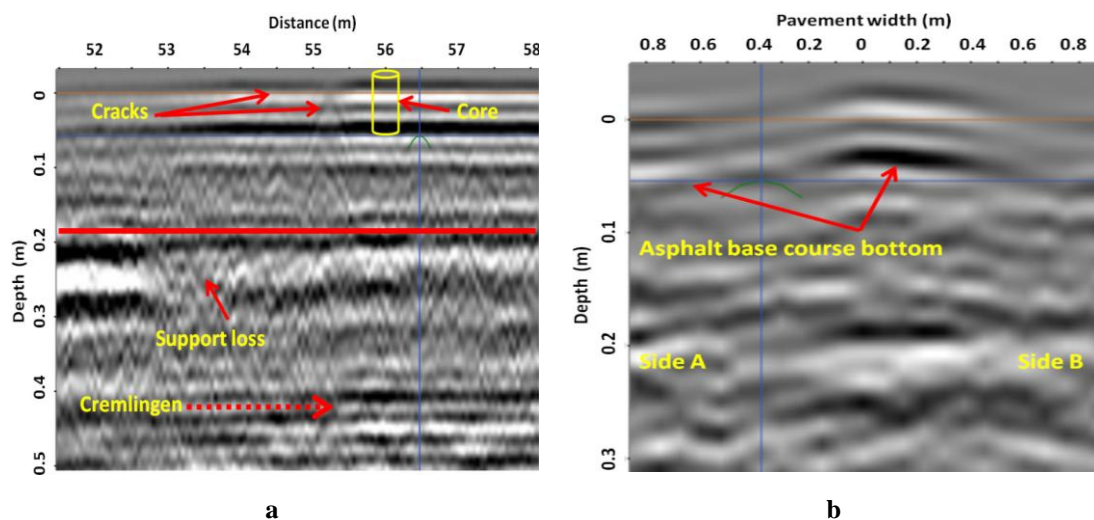 Distance (m)
52 53 54 55 56 57 58
Depth (m)
0
0.1
0.2
0.3
0.4
0.5
Cracks
Core
Support loss
Cremlingen
a
Pavement width (m)
0.8 0.6 0.4 0.2 0 0.2 0.4 0.6 0.8
Depth (m)
0
0.1
0.2
0.3
Asphalt base course bottom
Side A
Side B
b